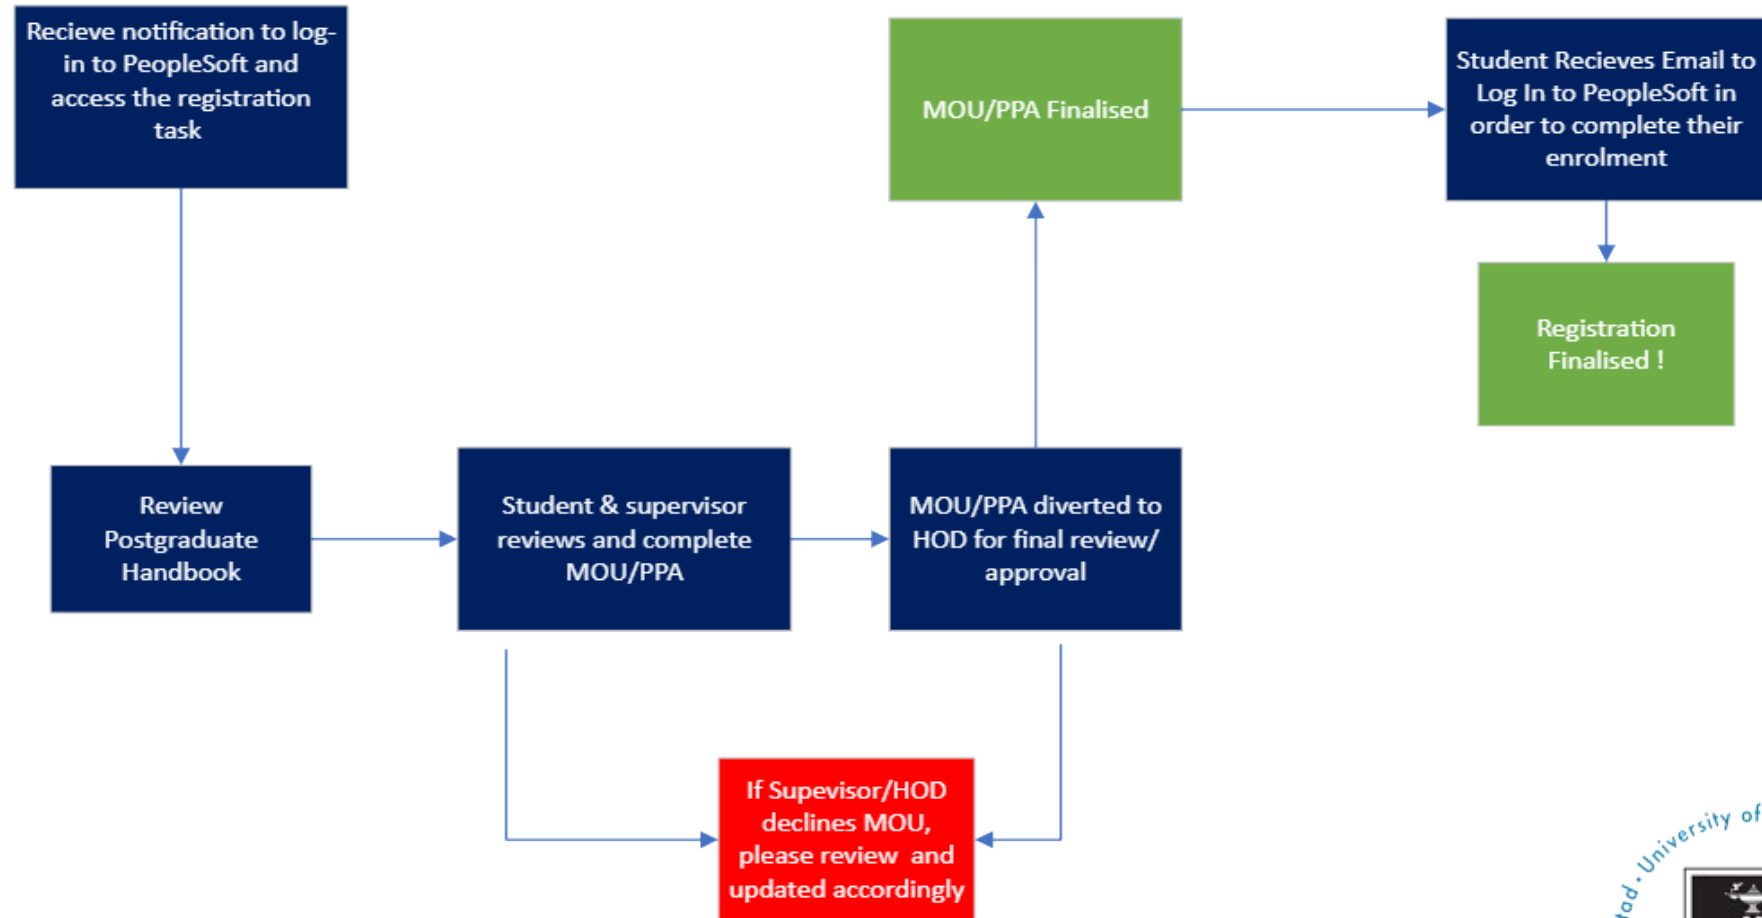 Recieve notification to log-
in to PeopleSoft and
access the registration
task
Review
Postgraduate
Handbook
Student & supervisor
reviews and complete
MOU/PPA
MOU/PPA diverted to
HOD for final review/
approval
If Supevisor/HOD
declines MOU,
please review and
updated accordingly
MOU/PPA Finalised
Student Recieves Email to
Log In to PeopleSoft in
order to complete their
enrolment
Registration
Finalised !
University of